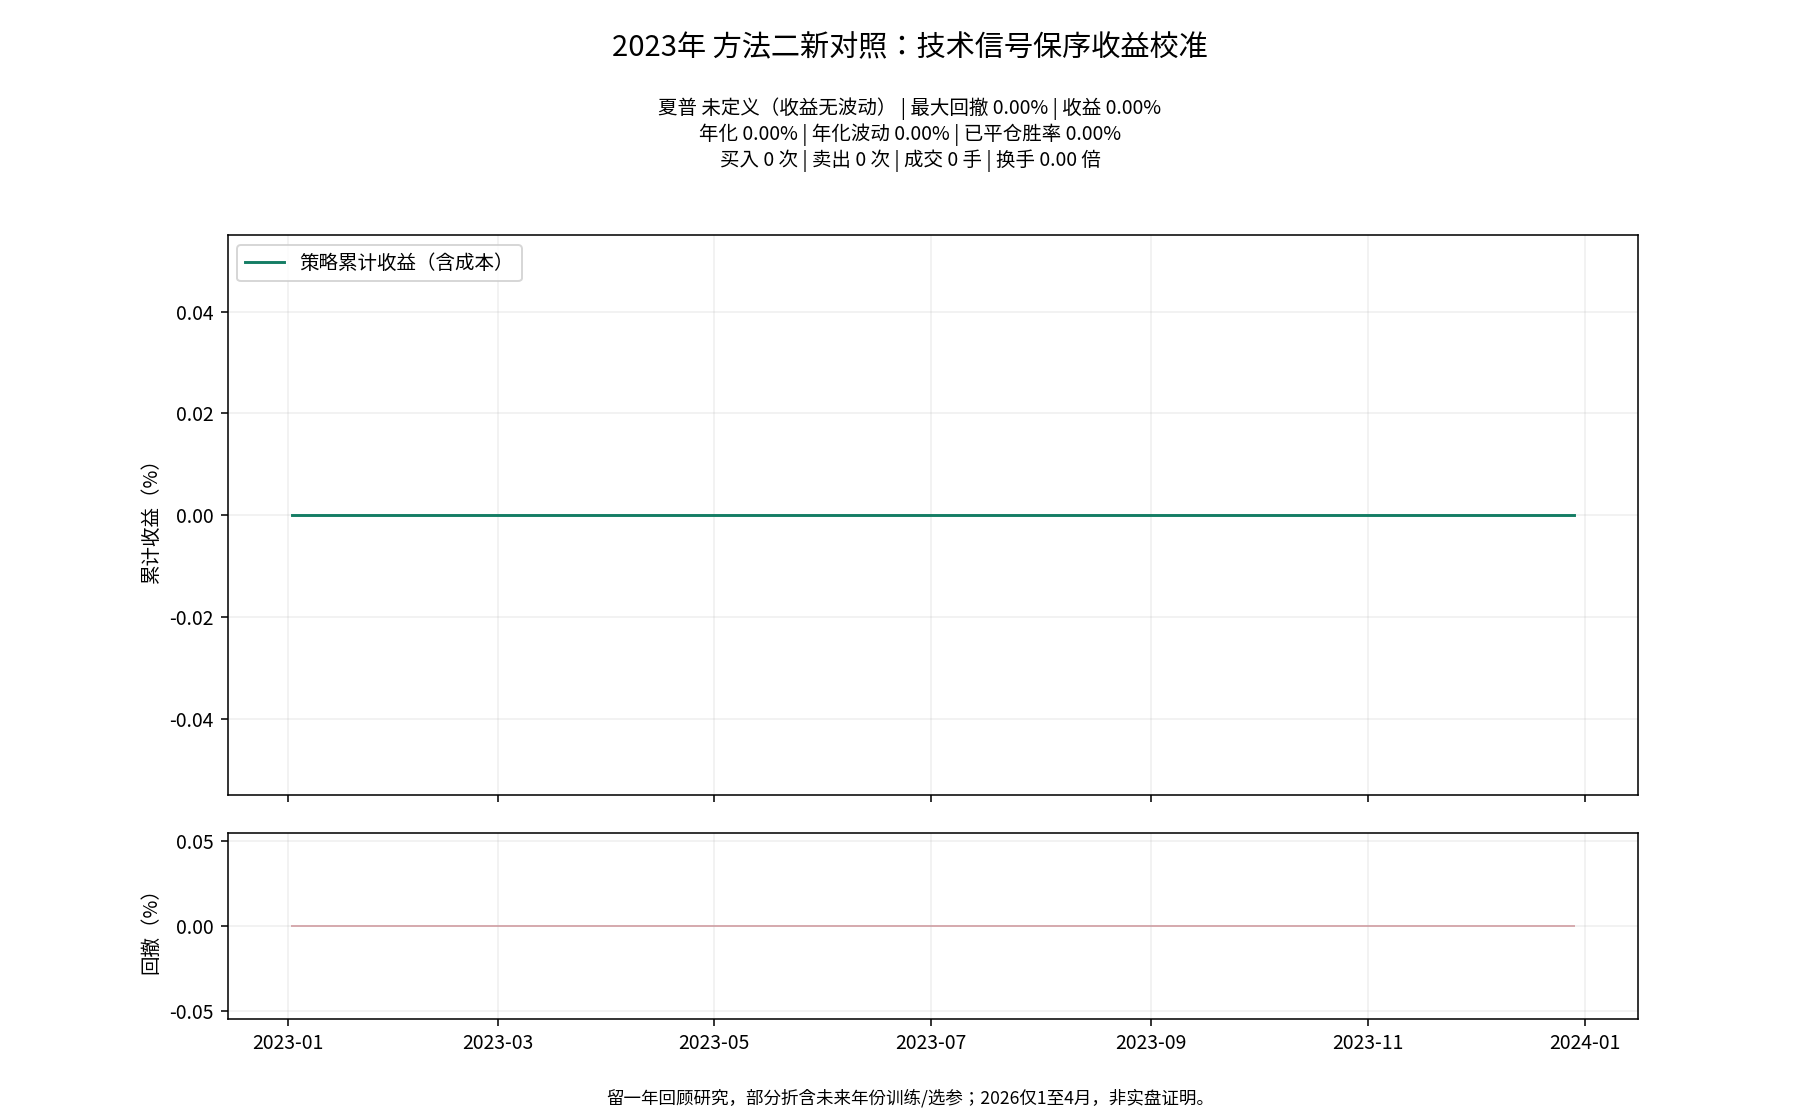 2023年 方法二新对照：技术信号保序收益校准
夏普 未定义（收益无波动） | 最大回撤 0.00% | 收益 0.00%
年化 0.00% | 年化波动 0.00% | 已平仓胜率 0.00%
买入 0 次 | 卖出 0 次 | 成交 0 手 | 换手 0.00 倍
策略累计收益（含成本）
累计收益（%）
0.04
0.02
0.00
-0.02
-0.04
回撤（%）
0.05
0.00
-0.05
2023-01
2023-03
2023-05
2023-07
2023-09
2023-11
2024-01
留一年回顾研究，部分折含未来年份训练/选参；2026仅1至4月，非实盘证明。